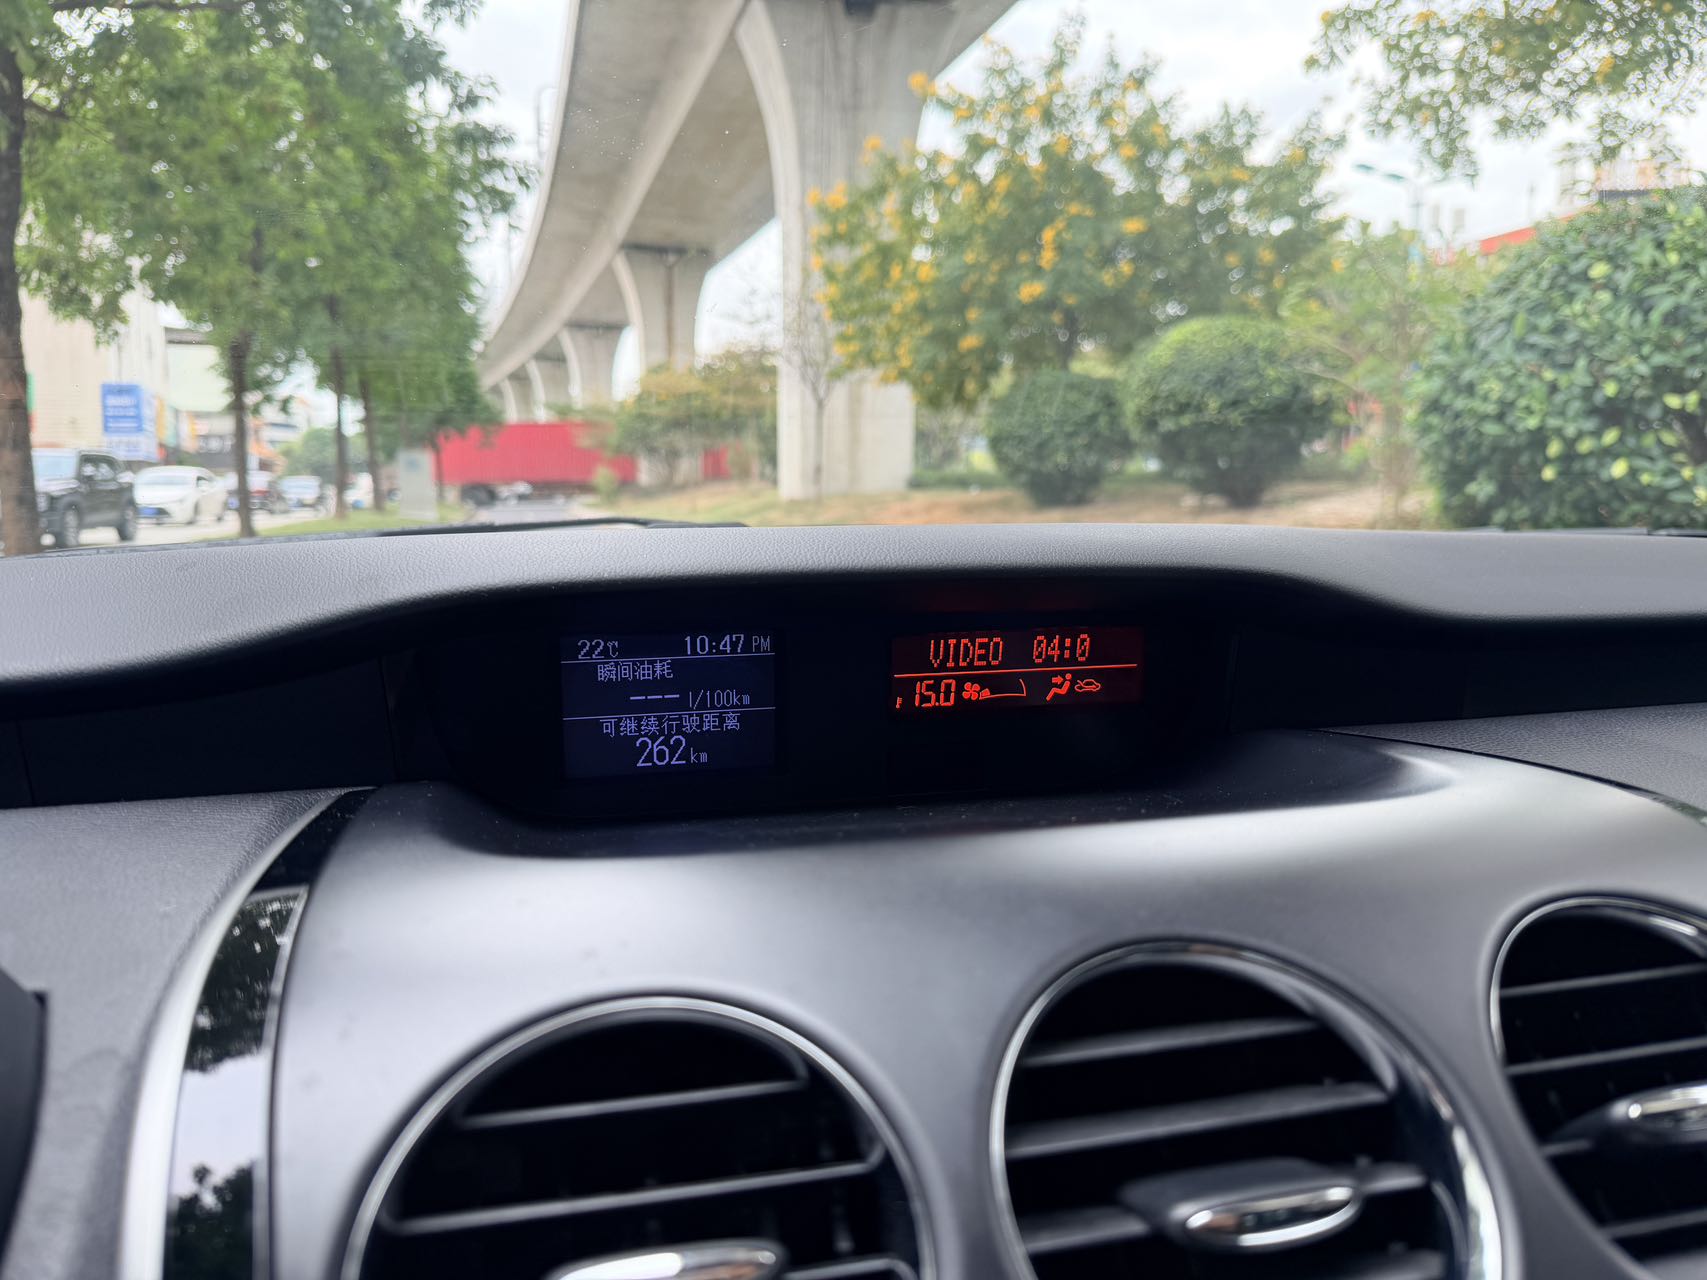 22℃ 10:47 PM
瞬间油耗
--- l/100km
可继续行驶距离
262km
VIDEO 04:0
15.0